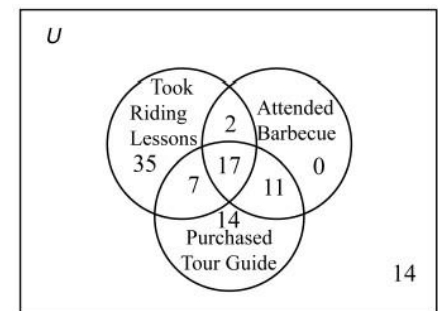 U
Took
Riding
Lessons
Attended
Barbecue
2
35
17
0
7
11
14
Purchased
Tour Guide
14